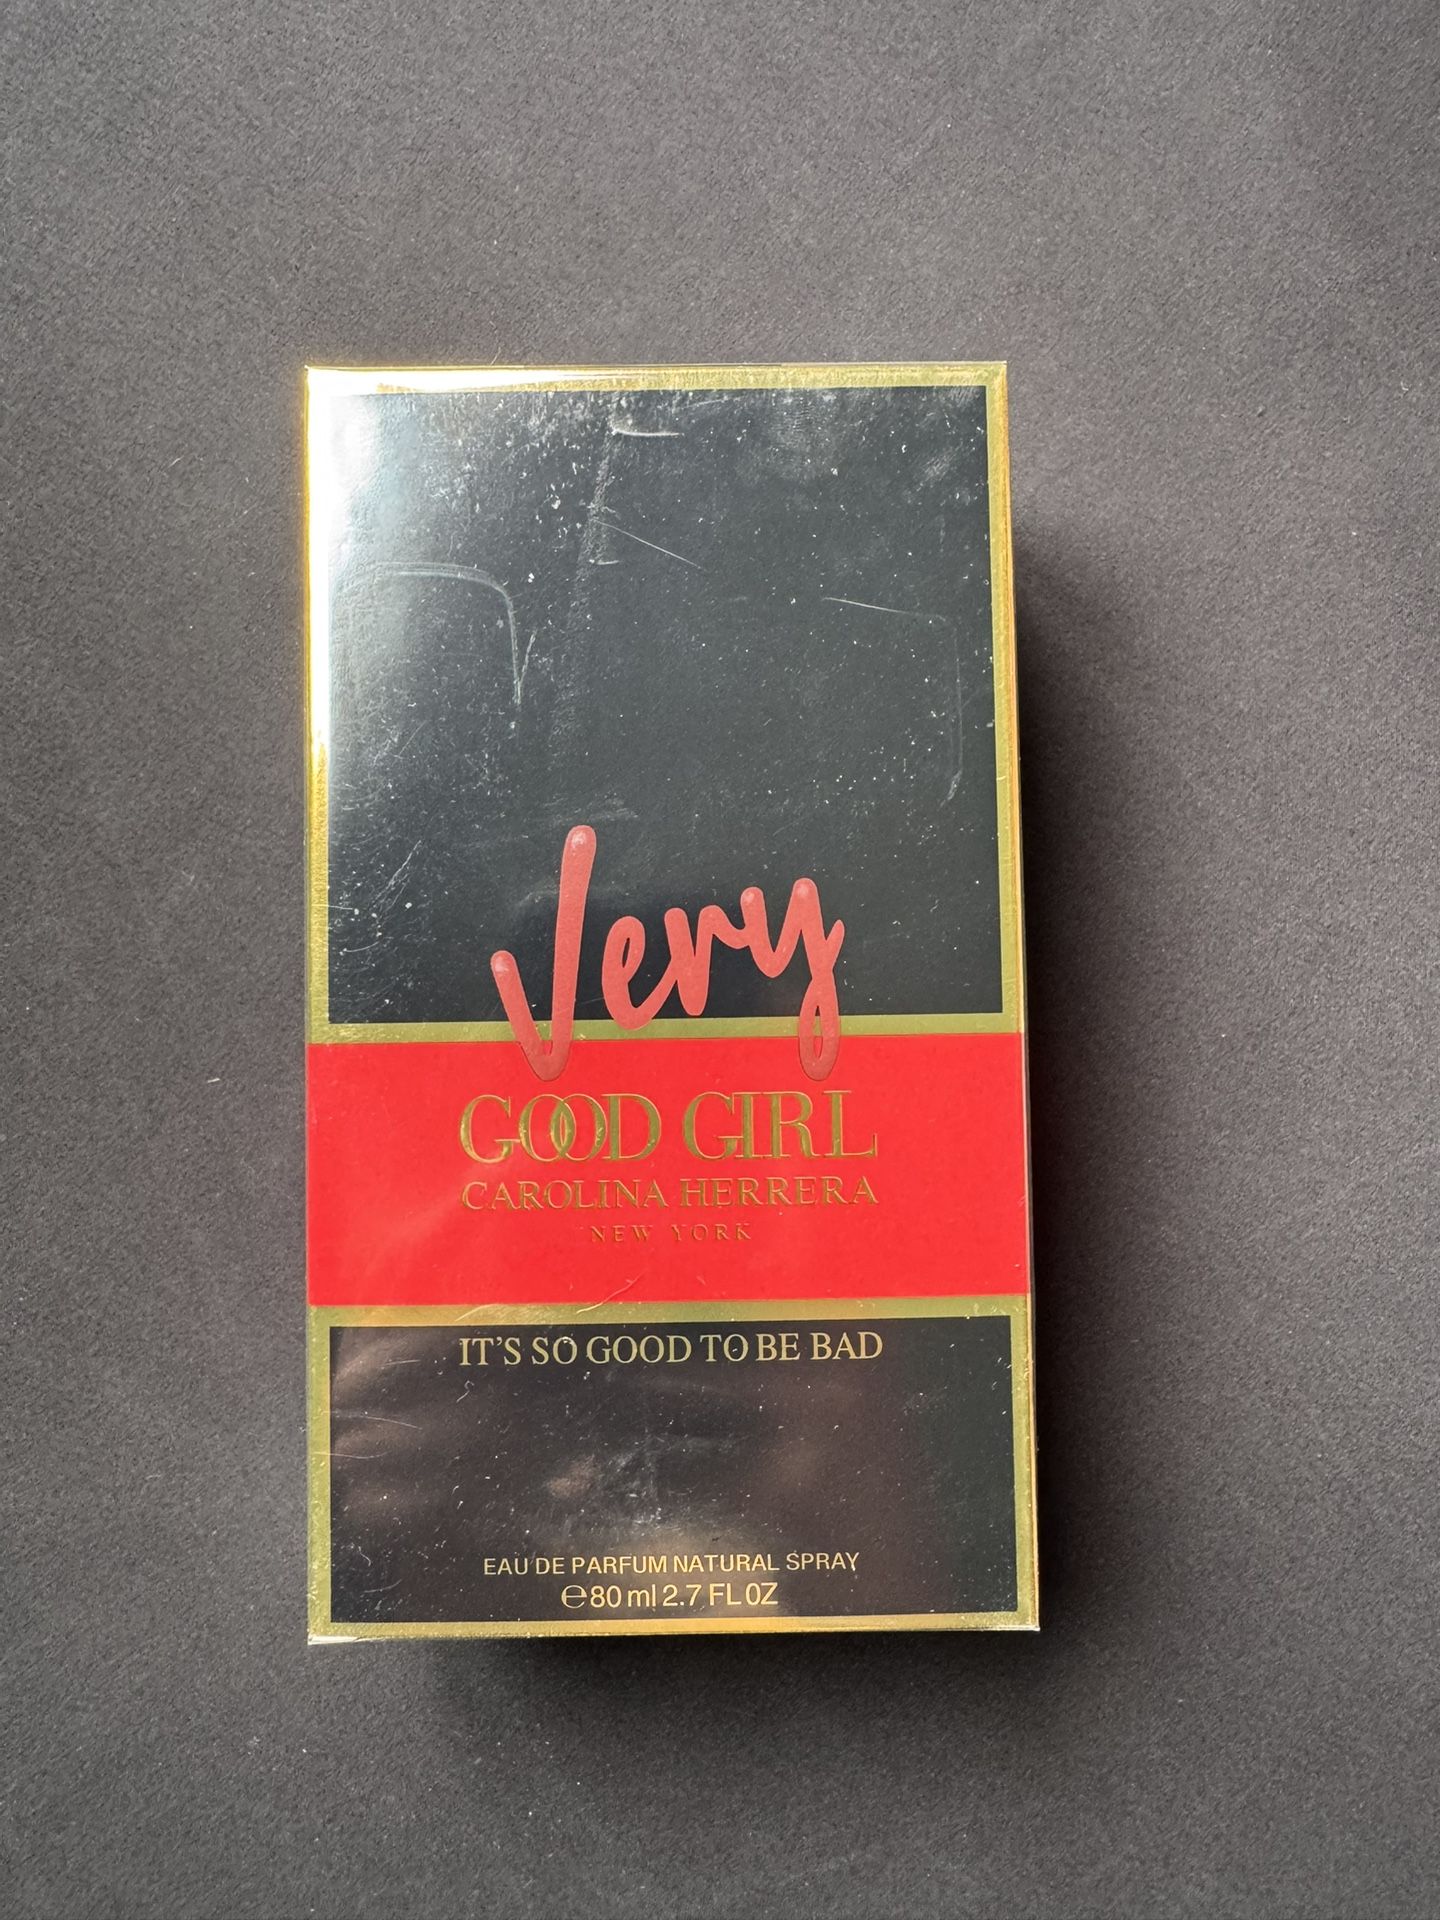 Very
GOOD GIRL
CAROLINA HERRERA
NEW YORK
IT'S SO GOOD TO BE BAD
EAU DE PARFUM NATURAL SPRAY
℮80 ml 2.7 FL OZ